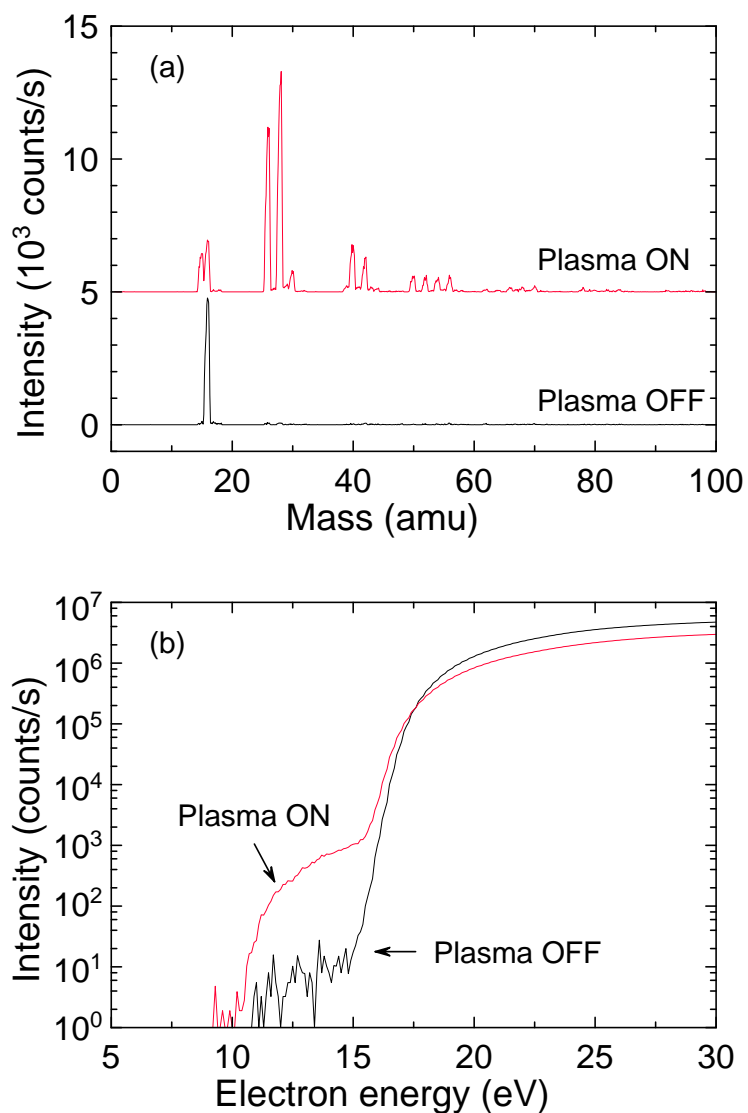 15
(a)
10
Plasma ON
5
Plasma OFF
0
Intensity (10³ counts/s)
0 20 40 60 80 100
Mass (amu)
10⁷
(b)
10⁶
10⁵
10⁴
Plasma ON
10³
10²
Plasma OFF
10¹
10⁰
Intensity (counts/s)
5 10 15 20 25 30
Electron energy (eV)